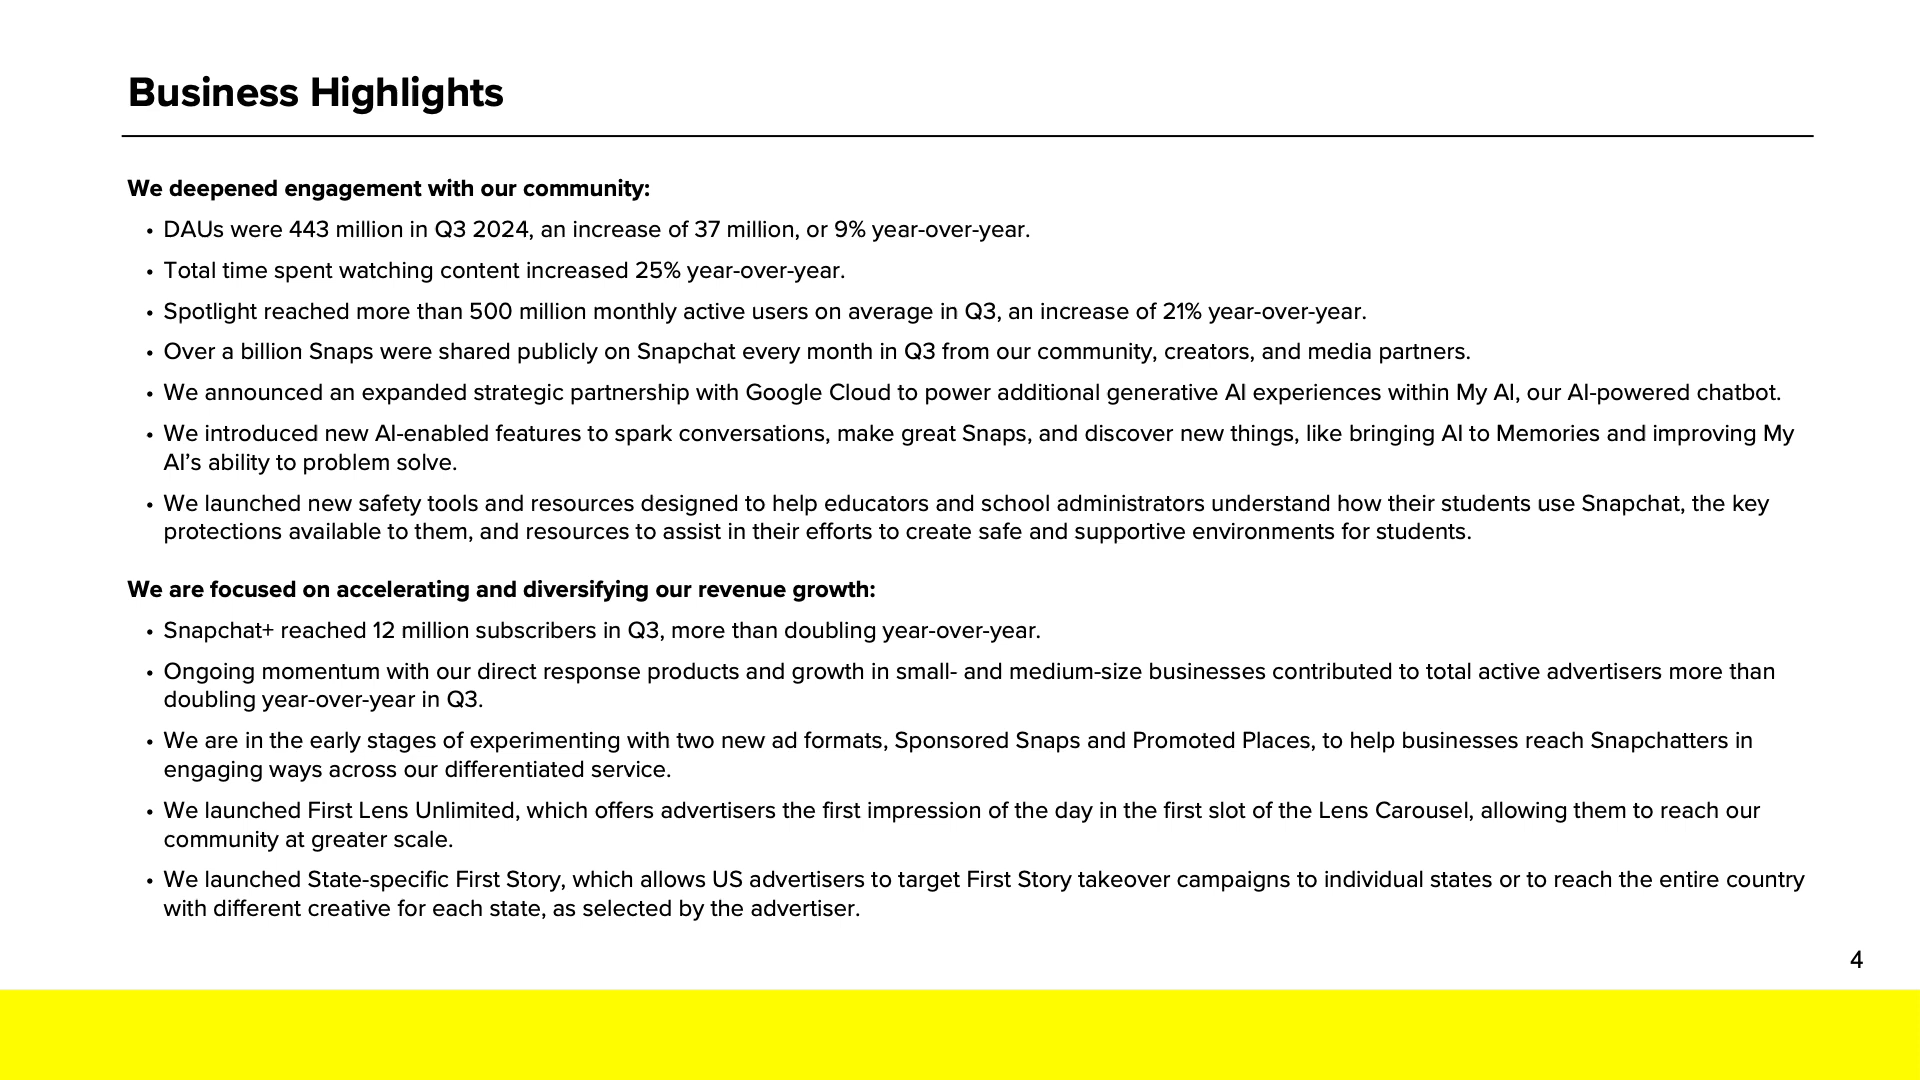 Business Highlights
We deepened engagement with our community:
• DAUs were 443 million in Q3 2024, an increase of 37 million, or 9% year-over-year.
• Total time spent watching content increased 25% year-over-year.
• Spotlight reached more than 500 million monthly active users on average in Q3, an increase of 21% year-over-year.
• Over a billion Snaps were shared publicly on Snapchat every month in Q3 from our community, creators, and media partners.
• We announced an expanded strategic partnership with Google Cloud to power additional generative AI experiences within My AI, our AI-powered chatbot.
• We introduced new AI-enabled features to spark conversations, make great Snaps, and discover new things, like bringing AI to Memories and improving My
AI’s ability to problem solve.
• We launched new safety tools and resources designed to help educators and school administrators understand how their students use Snapchat, the key
protections available to them, and resources to assist in their efforts to create safe and supportive environments for students.
We are focused on accelerating and diversifying our revenue growth:
• Snapchat+ reached 12 million subscribers in Q3, more than doubling year-over-year.
• Ongoing momentum with our direct response products and growth in small- and medium-size businesses contributed to total active advertisers more than
doubling year-over-year in Q3.
• We are in the early stages of experimenting with two new ad formats, Sponsored Snaps and Promoted Places, to help businesses reach Snapchatters in
engaging ways across our differentiated service.
• We launched First Lens Unlimited, which offers advertisers the first impression of the day in the first slot of the Lens Carousel, allowing them to reach our
community at greater scale.
• We launched State-specific First Story, which allows US advertisers to target First Story takeover campaigns to individual states or to reach the entire country
with different creative for each state, as selected by the advertiser.
4